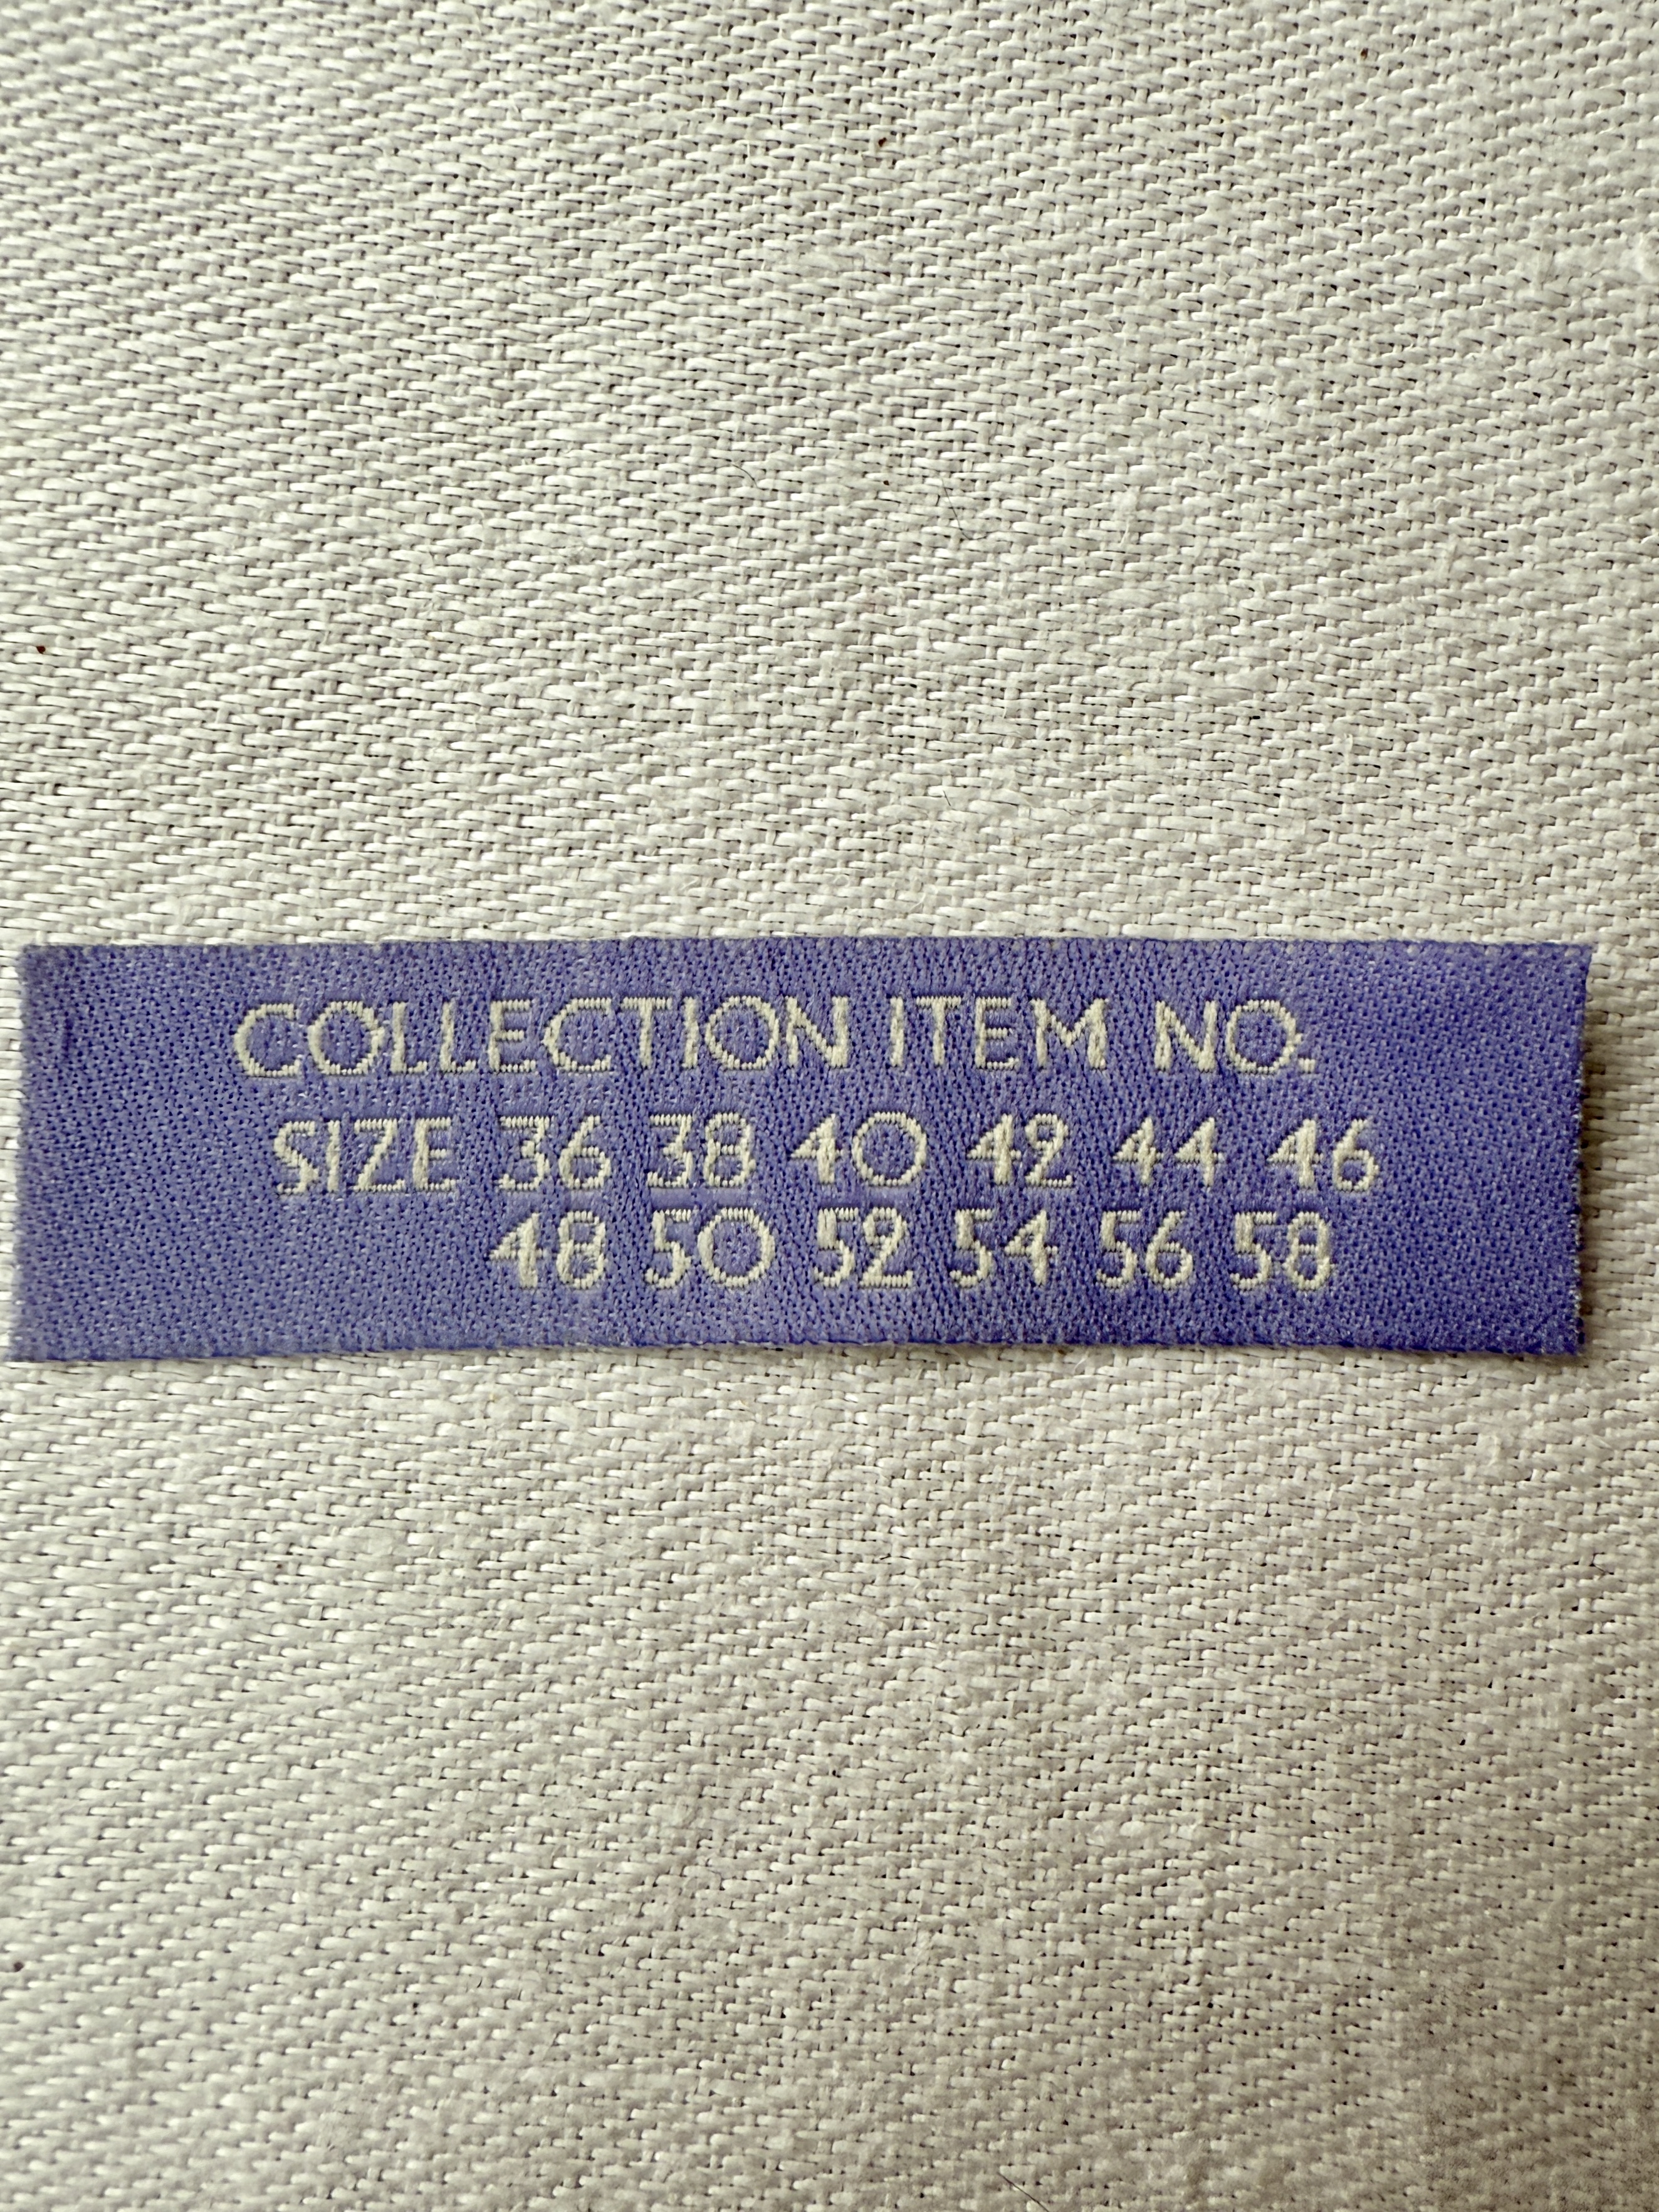 COLLECTION ITEM NO.
SIZE 36 38 40 42 44 46
48 50 52 54 56 58